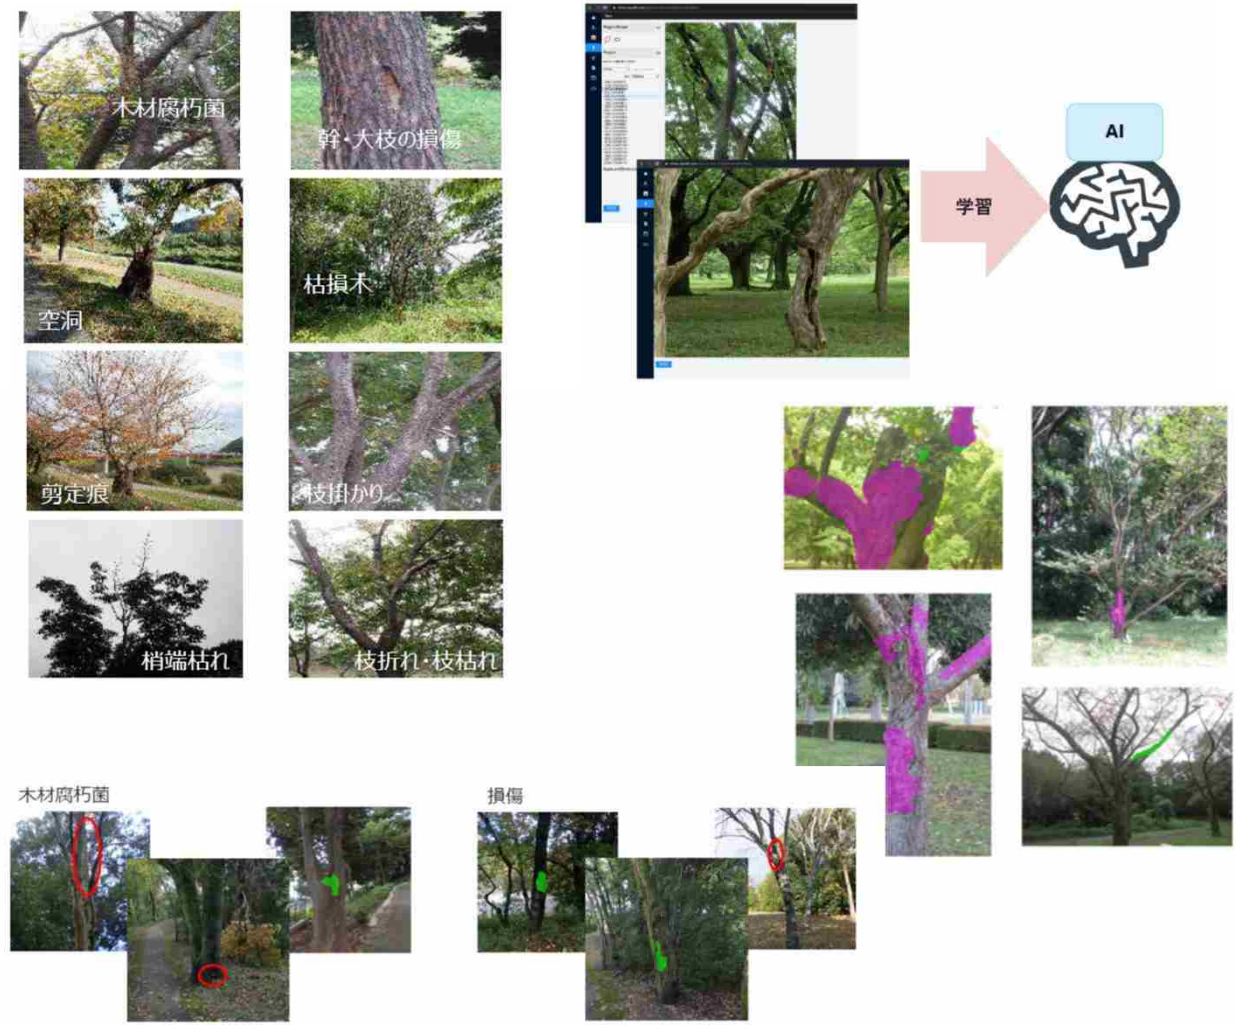 木材腐朽菌
幹・大枝の損傷
空洞
枯損木
剪定痕
枝掛かり
梢端枯れ
枝折れ・枝枯れ
学習
AI
木材腐朽菌
損傷